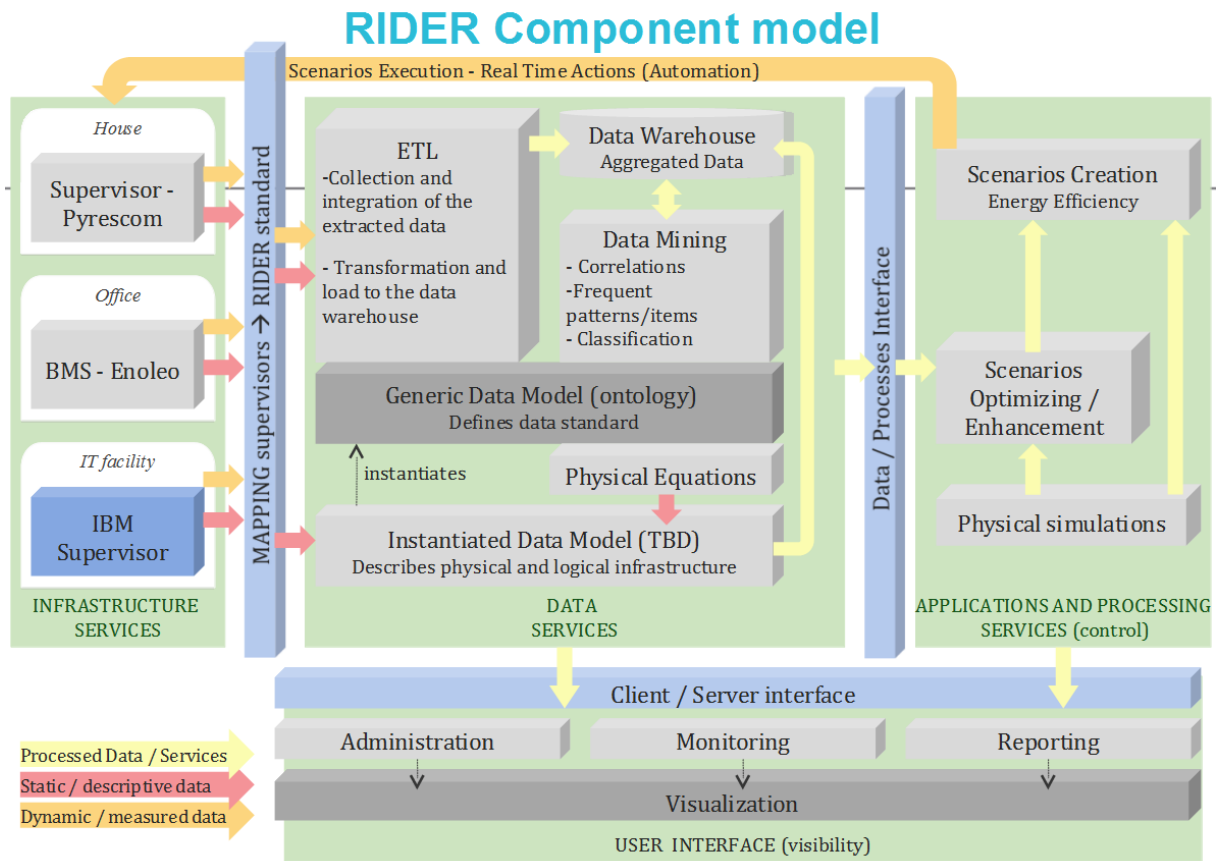 RIDER Component model
Scenarios Execution - Real Time Actions (Automation)
House
Supervisor -
Pyrescom
Office
BMS - Enoleo
IT facility
IBM
Supervisor
INFRASTRUCTURE
SERVICES
MAPPING supervisors → RIDER standard
ETL
-Collection and
integration of the
extracted data
- Transformation and
load to the data
warehouse
Data Warehouse
Aggregated Data
Data Mining
- Correlations
-Frequent
patterns/items
- Classification
Generic Data Model (ontology)
Defines data standard
instantiates
Physical Equations
Instantiated Data Model (TBD)
Describes physical and logical infrastructure
DATA
SERVICES
Data / Processes Interface
Scenarios Creation
Energy Efficiency
Scenarios
Optimizing /
Enhancement
Physical simulations
APPLICATIONS AND PROCESSING
SERVICES (control)
Client / Server interface
Administration
Monitoring
Reporting
Visualization
USER INTERFACE (visibility)
Processed Data / Services
Static / descriptive data
Dynamic / measured data